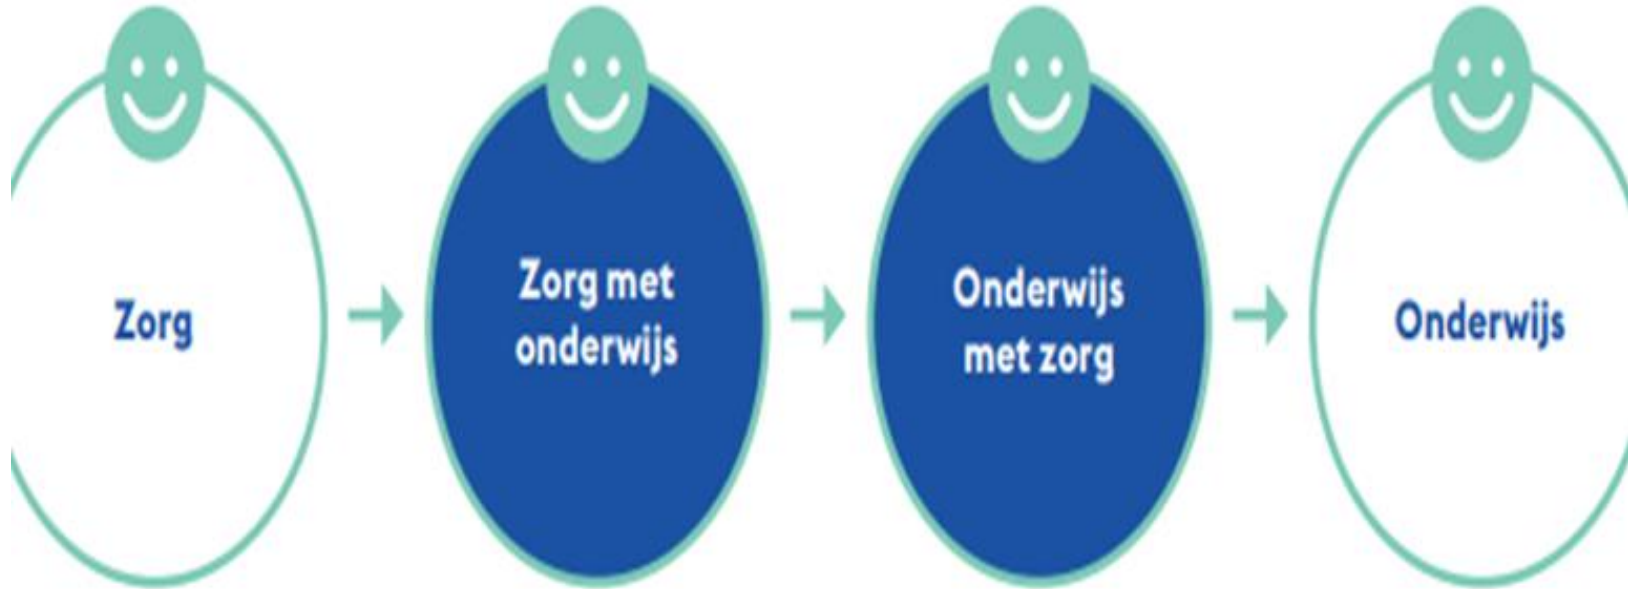 Zorg
Zorg met
onderwijs
Onderwijs
met zorg
Onderwijs